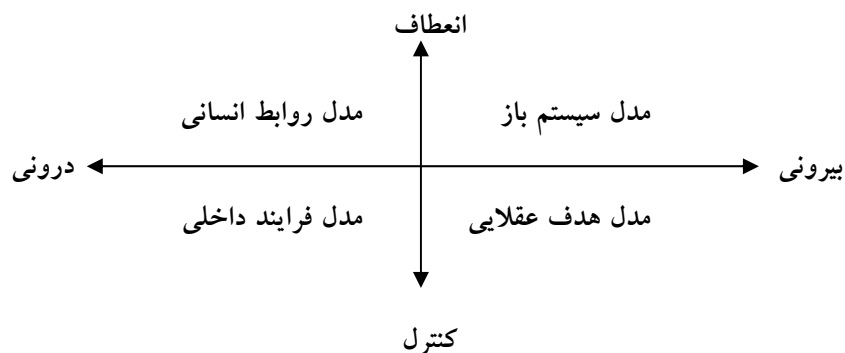 انعطاف
مدل روابط انسانی
مدل سیستم باز
درونی
بیرونی
مدل فرایند داخلی
مدل هدف عقلایی
کنترل